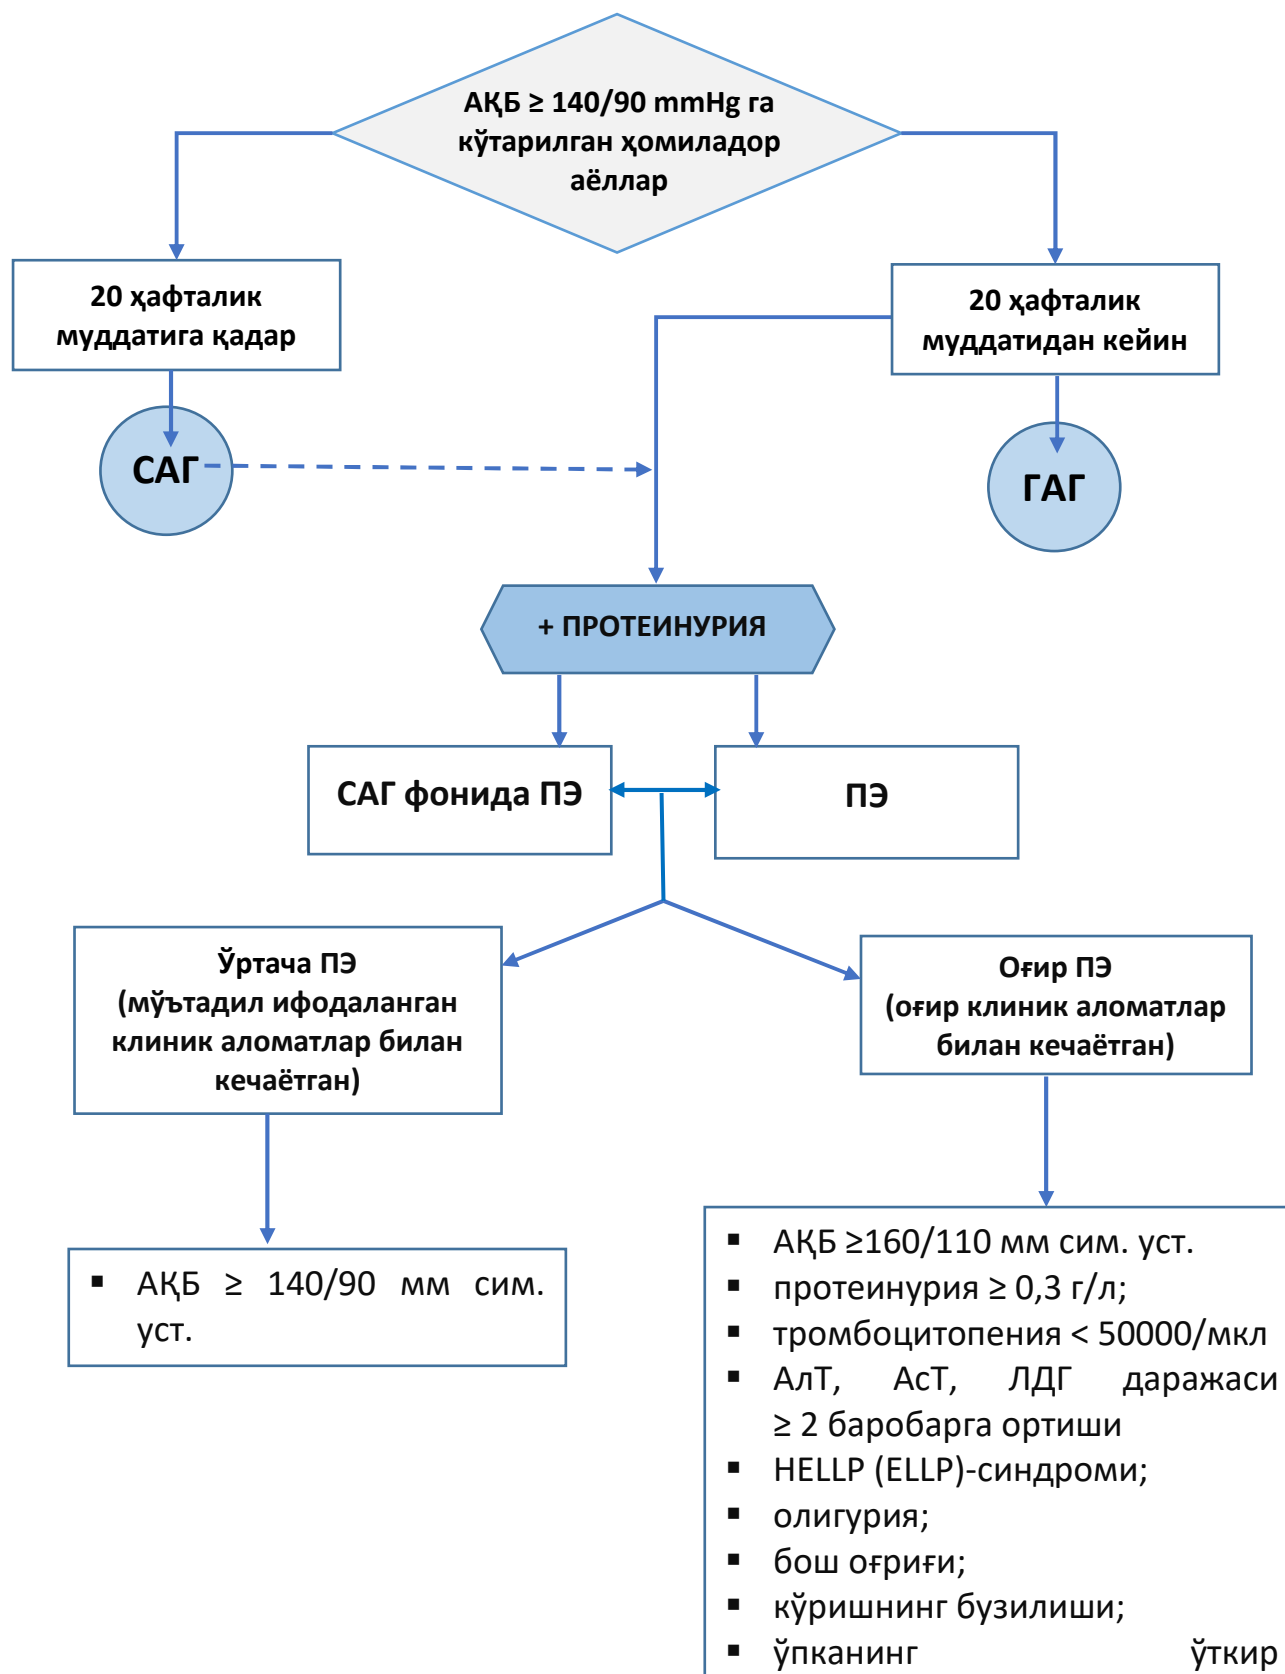 АҚБ ≥ 140/90 mmHg га
кўтарилган ҳомиладор
аёллар
20 ҳафталик
муддатига қадар
20 ҳафталик
муддатидан кейин
САГ
ГАГ
+ ПРОТЕИНУРИЯ
САГ фонида ПЭ
ПЭ
Ўртача ПЭ
(мўътадил ифодаланган
клиник аломатлар билан
кечаётган)
Оғир ПЭ
(оғир клиник аломатлар
билан кечаётган)
▪ АҚБ ≥ 140/90 мм сим.
уст.
▪ АҚБ ≥160/110 мм сим. уст.
▪ протеинурия ≥ 0,3 г/л;
▪ тромбоцитопения < 50000/мкл
▪ АлТ, АсТ, ЛДГ даражаси
≥ 2 баробарга ортиши
▪ HELLP (ELLP)-синдроми;
▪ олигурия;
▪ бош оғриғи;
▪ кўришнинг бузилиши;
▪ ўпканинг ўткир